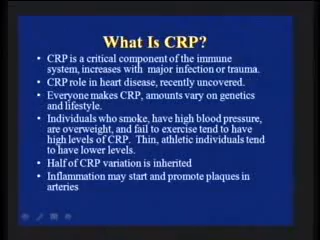 What Is CRP?
• CRP is a critical component of the immune
system, increases with major infection or trauma.
• CRP role in heart disease, recently uncovered.
• Everyone makes CRP, amounts vary on genetics
and lifestyle.
• Individuals who smoke, have high blood pressure,
are overweight, and fail to exercise tend to have
high levels of CRP. Thin, athletic individuals tend
to have lower levels.
• Half of CRP variation is inherited
• Inflammation may start and promote plaques in
arteries